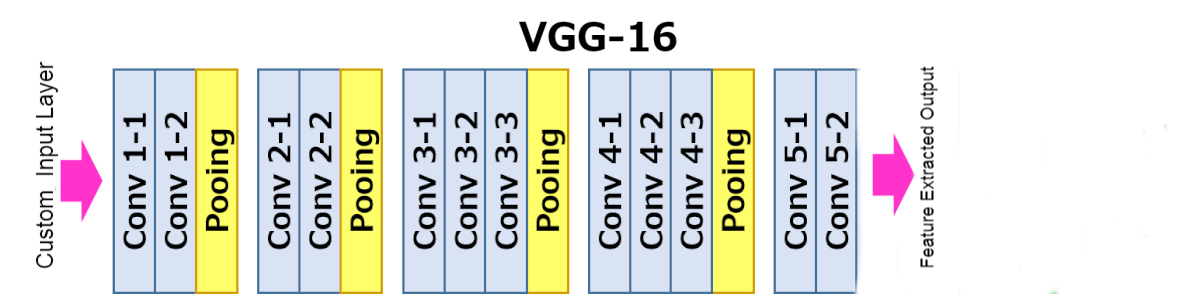 VGG-16
Custom Input Layer
Conv 1-1
Conv 1-2
Pooing
Conv 2-1
Conv 2-2
Pooing
Conv 3-1
Conv 3-2
Conv 3-3
Pooing
Conv 4-1
Conv 4-2
Conv 4-3
Pooing
Conv 5-1
Conv 5-2
Feature Extracted Output